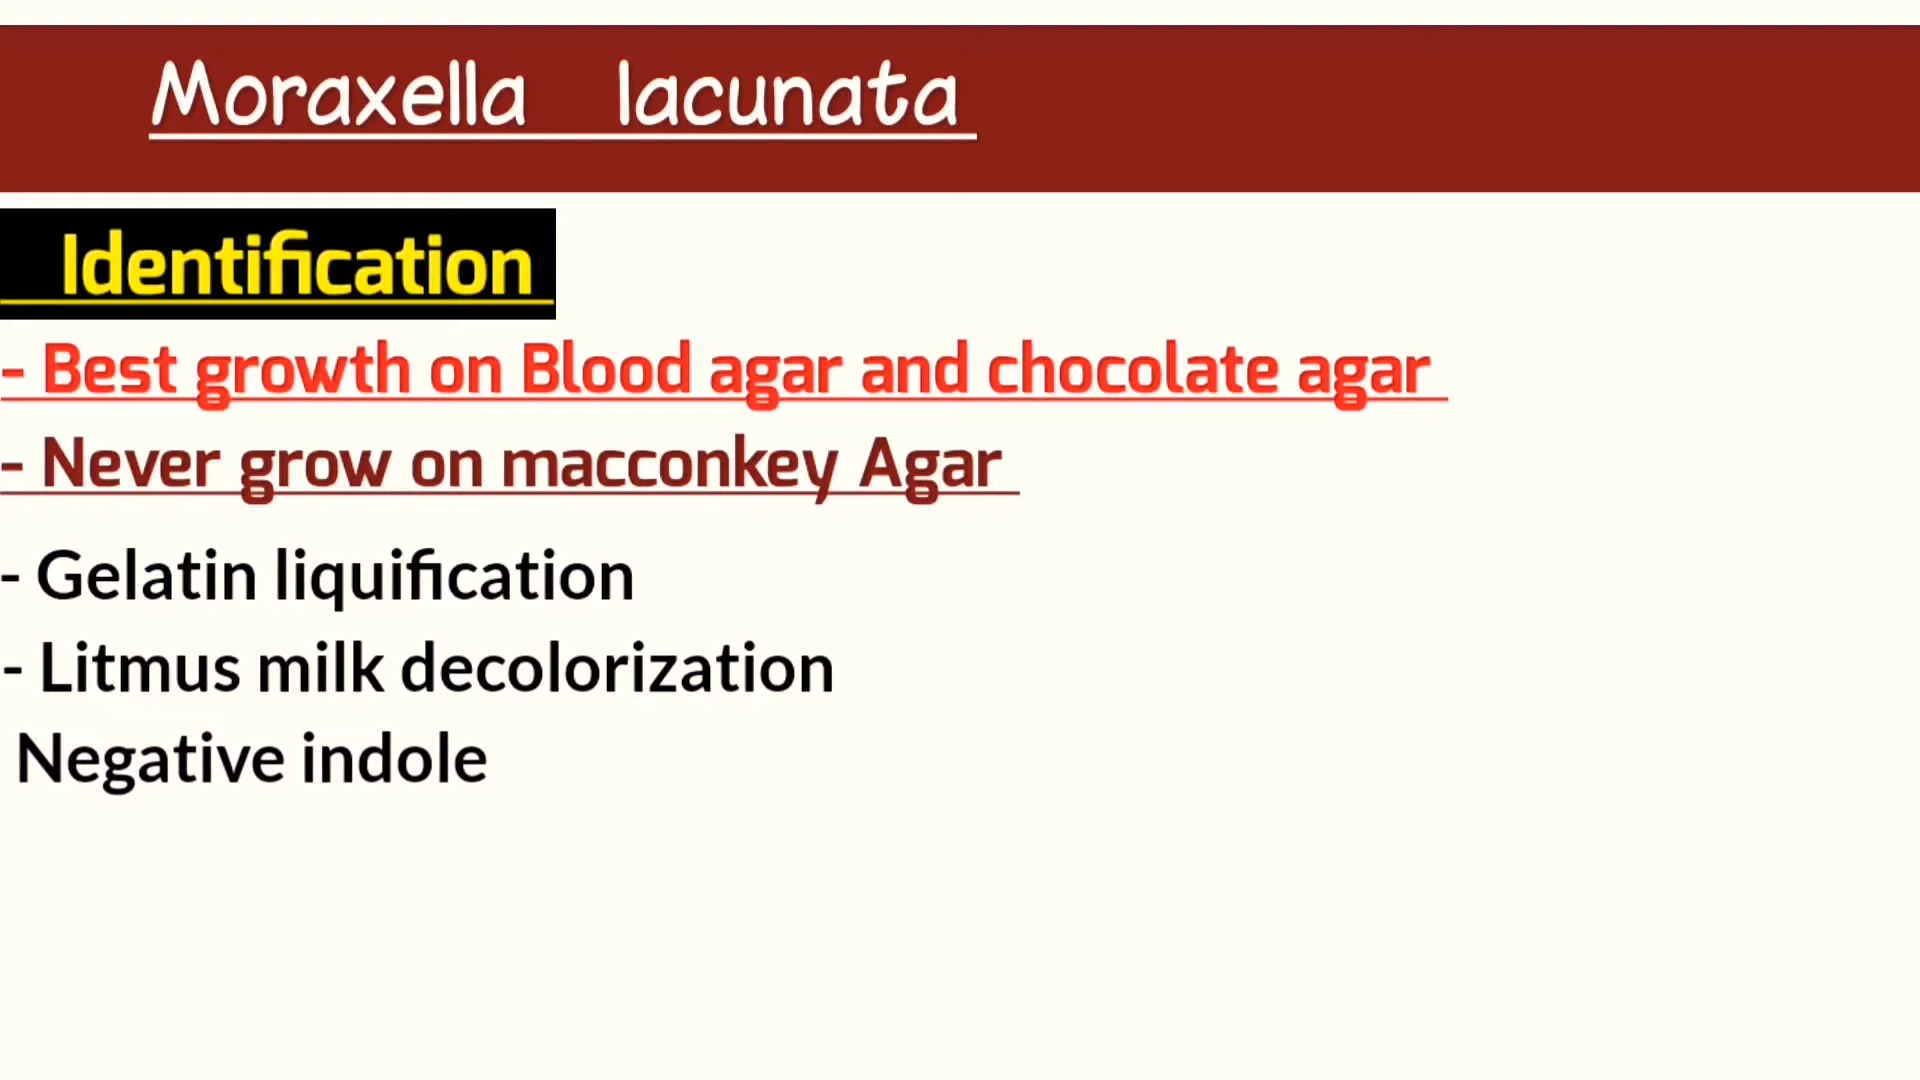 Moraxella lacunata
Identification
- Best growth on Blood agar and chocolate agar
- Never grow on macconkey Agar
- Gelatin liquification
- Litmus milk decolorization
Negative indole